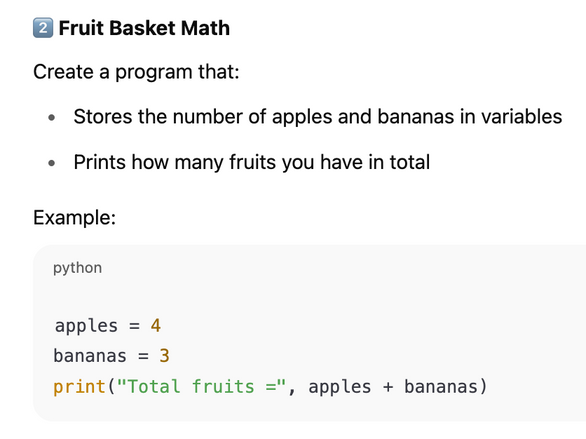 2 Fruit Basket Math
Create a program that:
• Stores the number of apples and bananas in variables
• Prints how many fruits you have in total
Example:
python
apples = 4
bananas = 3
print("Total fruits =", apples + bananas)